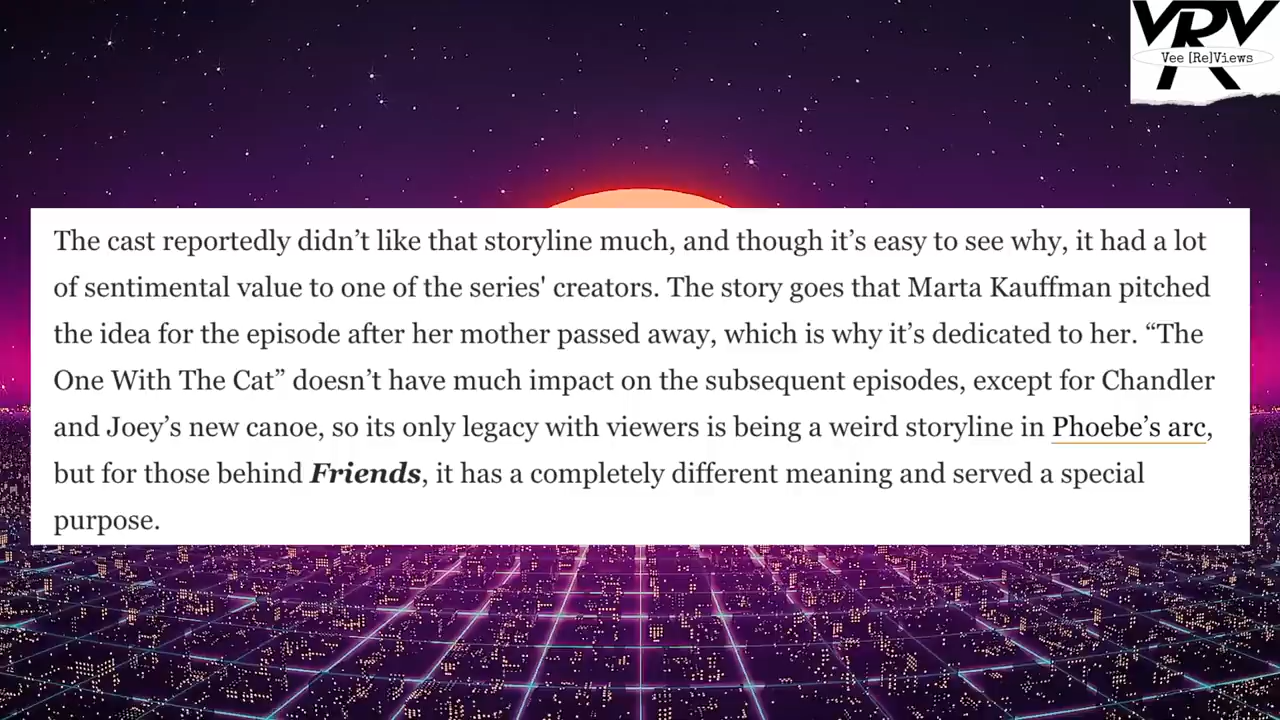 VRV
Vee [Re]Views
The cast reportedly didn’t like that storyline much, and though it’s easy to see why, it had a lot
of sentimental value to one of the series' creators. The story goes that Marta Kauffman pitched
the idea for the episode after her mother passed away, which is why it’s dedicated to her. “The
One With The Cat” doesn’t have much impact on the subsequent episodes, except for Chandler
and Joey’s new canoe, so its only legacy with viewers is being a weird storyline in Phoebe’s arc,
but for those behind Friends, it has a completely different meaning and served a special
purpose.